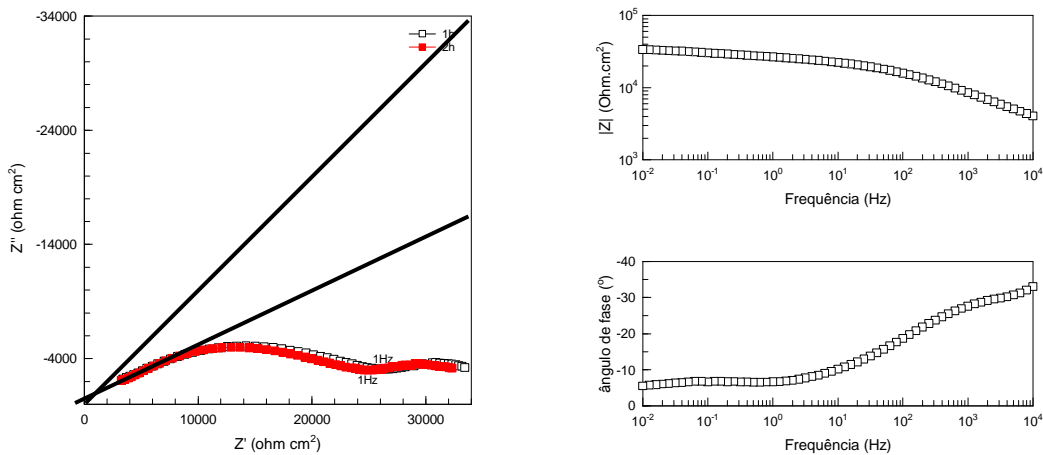 -34000
-24000
-14000
-4000
Z'' (ohm cm²)
1h
2h
1Hz
1Hz
0 10000 20000 30000
Z' (ohm cm²)
10⁵
10⁴
10³
|Z| (Ohm.cm²)
10⁻² 10⁻¹ 10⁰ 10¹ 10² 10³ 10⁴
Frequência (Hz)
-40
-30
-20
-10
0
ângulo de fase (⁰)
10⁻² 10⁻¹ 10⁰ 10¹ 10² 10³ 10⁴
Frequência (Hz)